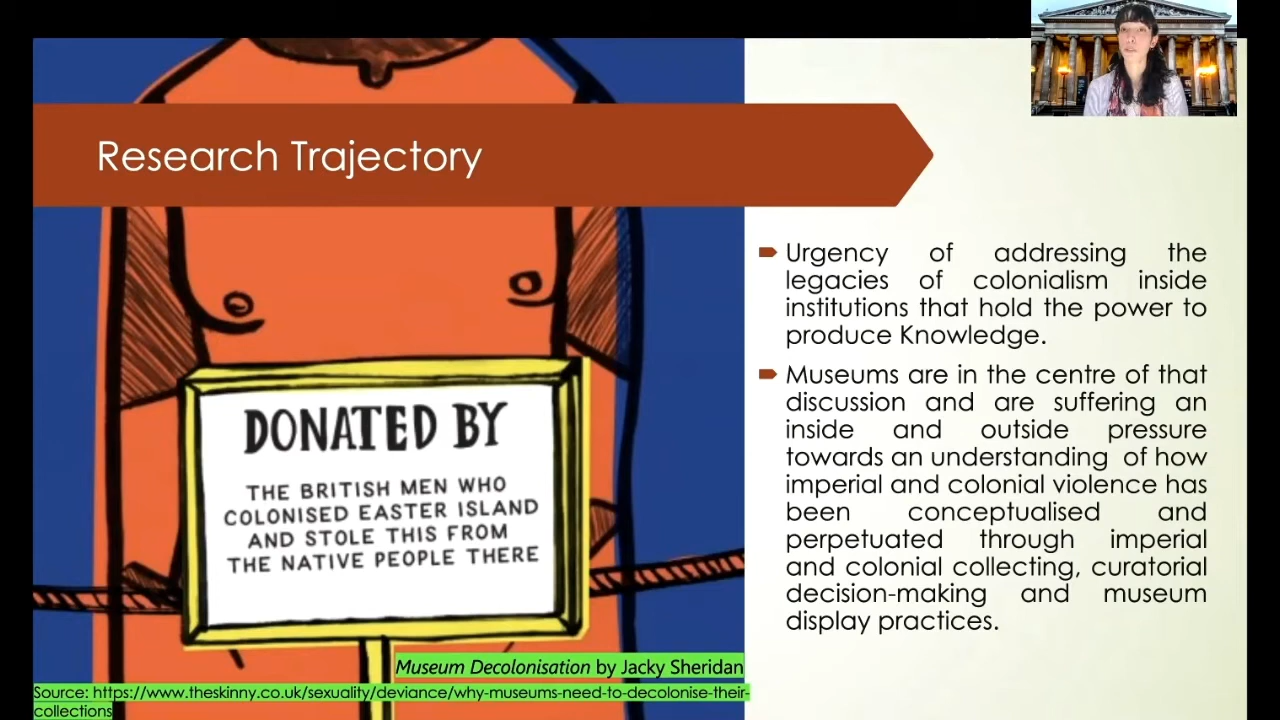 Research Trajectory
Urgency of addressing the
legacies of colonialism inside
institutions that hold the power to
produce Knowledge.
Museums are in the centre of that
discussion and are suffering an
inside and outside pressure
towards an understanding of how
imperial and colonial violence has
been conceptualised and
perpetuated through imperial
and colonial collecting, curatorial
decision-making and museum
display practices.
DONATED BY
THE BRITISH MEN WHO
COLONISED EASTER ISLAND
AND STOLE THIS FROM
THE NATIVE PEOPLE THERE
Museum Decolonisation by Jacky Sheridan
Source: https://www.theskinny.co.uk/sexuality/deviance/why-museums-need-to-decolonise-their-
collections